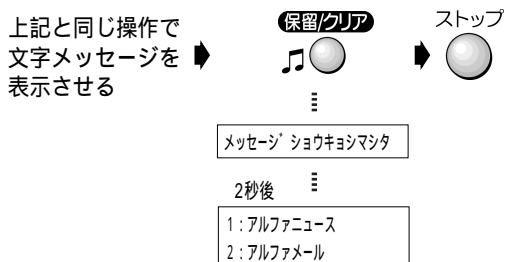 上記と同じ操作で
文字メッセージを
表示させる
保留/クリア
ストップ
メッセージ ショウキョシマシタ
2秒後
1:アルファニュース
2:アルファメール